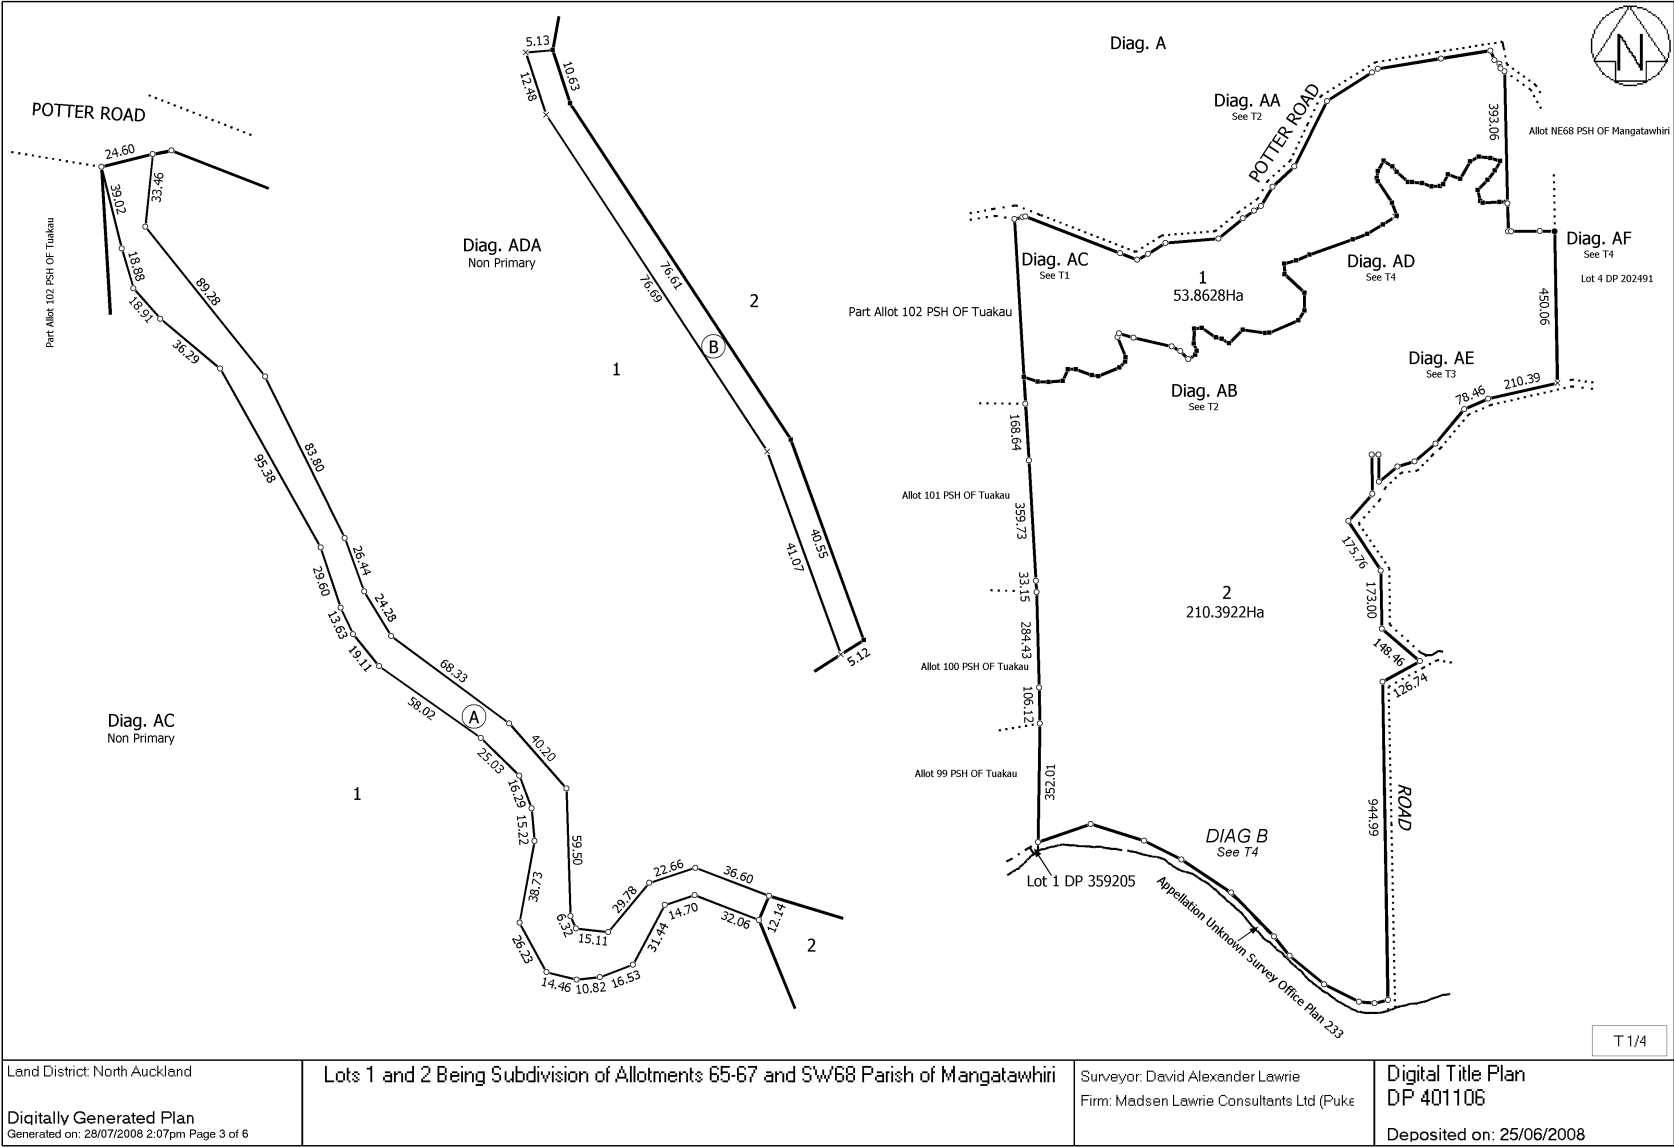 POTTER ROAD
24.60
39.02
33.46
18.88
18.91
36.29
89.28
95.38
83.80
29.60
26.44
13.63
24.28
19.11
68.33
58.02
A
40.20
25.03
16.29
15.22
59.50
38.73
6.32
15.11
29.78
22.66
36.60
26.23
14.46
10.82
16.53
31.44
14.70
32.06
12.14
2
1
Part Allot 102 PSH OF Tuakau
Diag. AC
Non Primary
5.13
12.48
10.63
Diag. ADA
Non Primary
76.61
76.69
2
B
1
41.07
40.55
5.12
Diag. A
N
Diag. AA
See T2
POTTER ROAD
393.06
Allot NE68 PSH OF Mangatawhiri
Diag. AC
See T1
Diag. AD
See T4
Diag. AF
See T4
Lot 4 DP 202491
1
53.8628Ha
450.06
Part Allot 102 PSH OF Tuakau
Diag. AE
See T3
Diag. AB
See T2
78.46
210.39
168.64
Allot 101 PSH OF Tuakau
359.73
175.76
33.15
2
210.3922Ha
173.00
284.43
148.46
126.74
Allot 100 PSH OF Tuakau
106.12
Allot 99 PSH OF Tuakau
352.01
944.99
ROAD
DIAG B
See T4
Lot 1 DP 359205
Appellation Unknown Survey Office Plan 233
T 1/4
Land District: North Auckland
Digitally Generated Plan
Generated on: 28/07/2008 2:07pm Page 3 of 6
Lots 1 and 2 Being Subdivision of Allotments 65-67 and SW68 Parish of Mangatawhiri
Surveyor: David Alexander Lawrie
Firm: Madsen Lawrie Consultants Ltd (Puke
Digital Title Plan
DP 401106
Deposited on: 25/06/2008